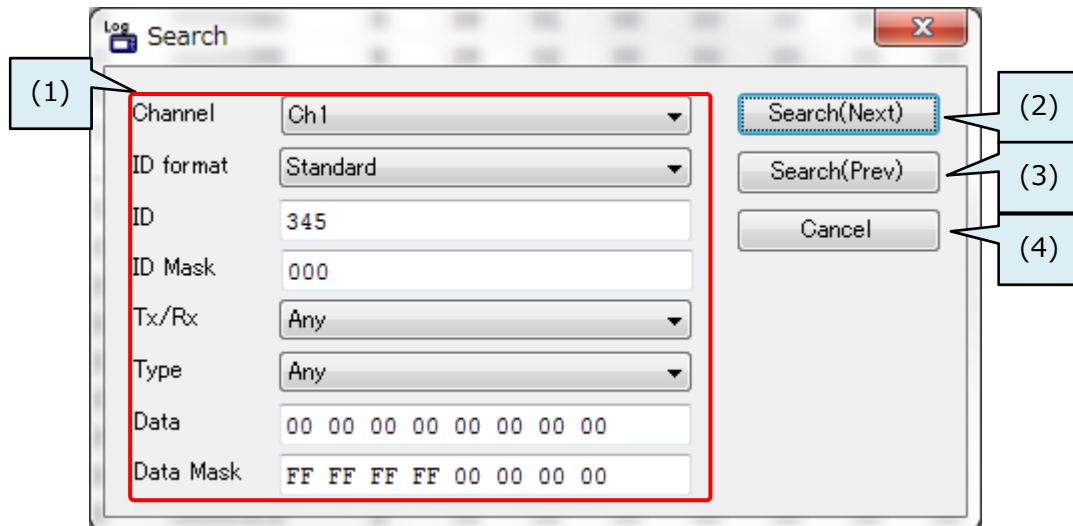 Log
Search
X
(1)
Channel Ch1
ID format Standard
ID 345
ID Mask 000
Tx/Rx Any
Type Any
Data 00 00 00 00 00 00 00 00
Data Mask FF FF FF FF 00 00 00 00
Search(Next)
(2)
Search(Prev)
(3)
Cancel
(4)